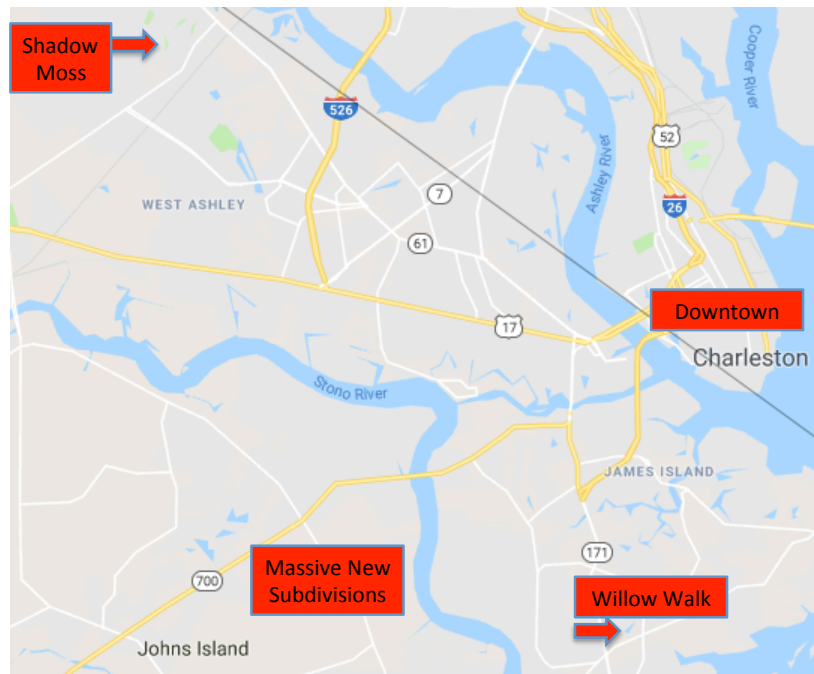 Shadow
Moss
Cooper River
526
52
Ashley River
7
WEST ASHLEY
26
61
Downtown
17
Charleston
Stono River
JAMES ISLAND
171
Massive New
Subdivisions
700
Willow Walk
Johns Island